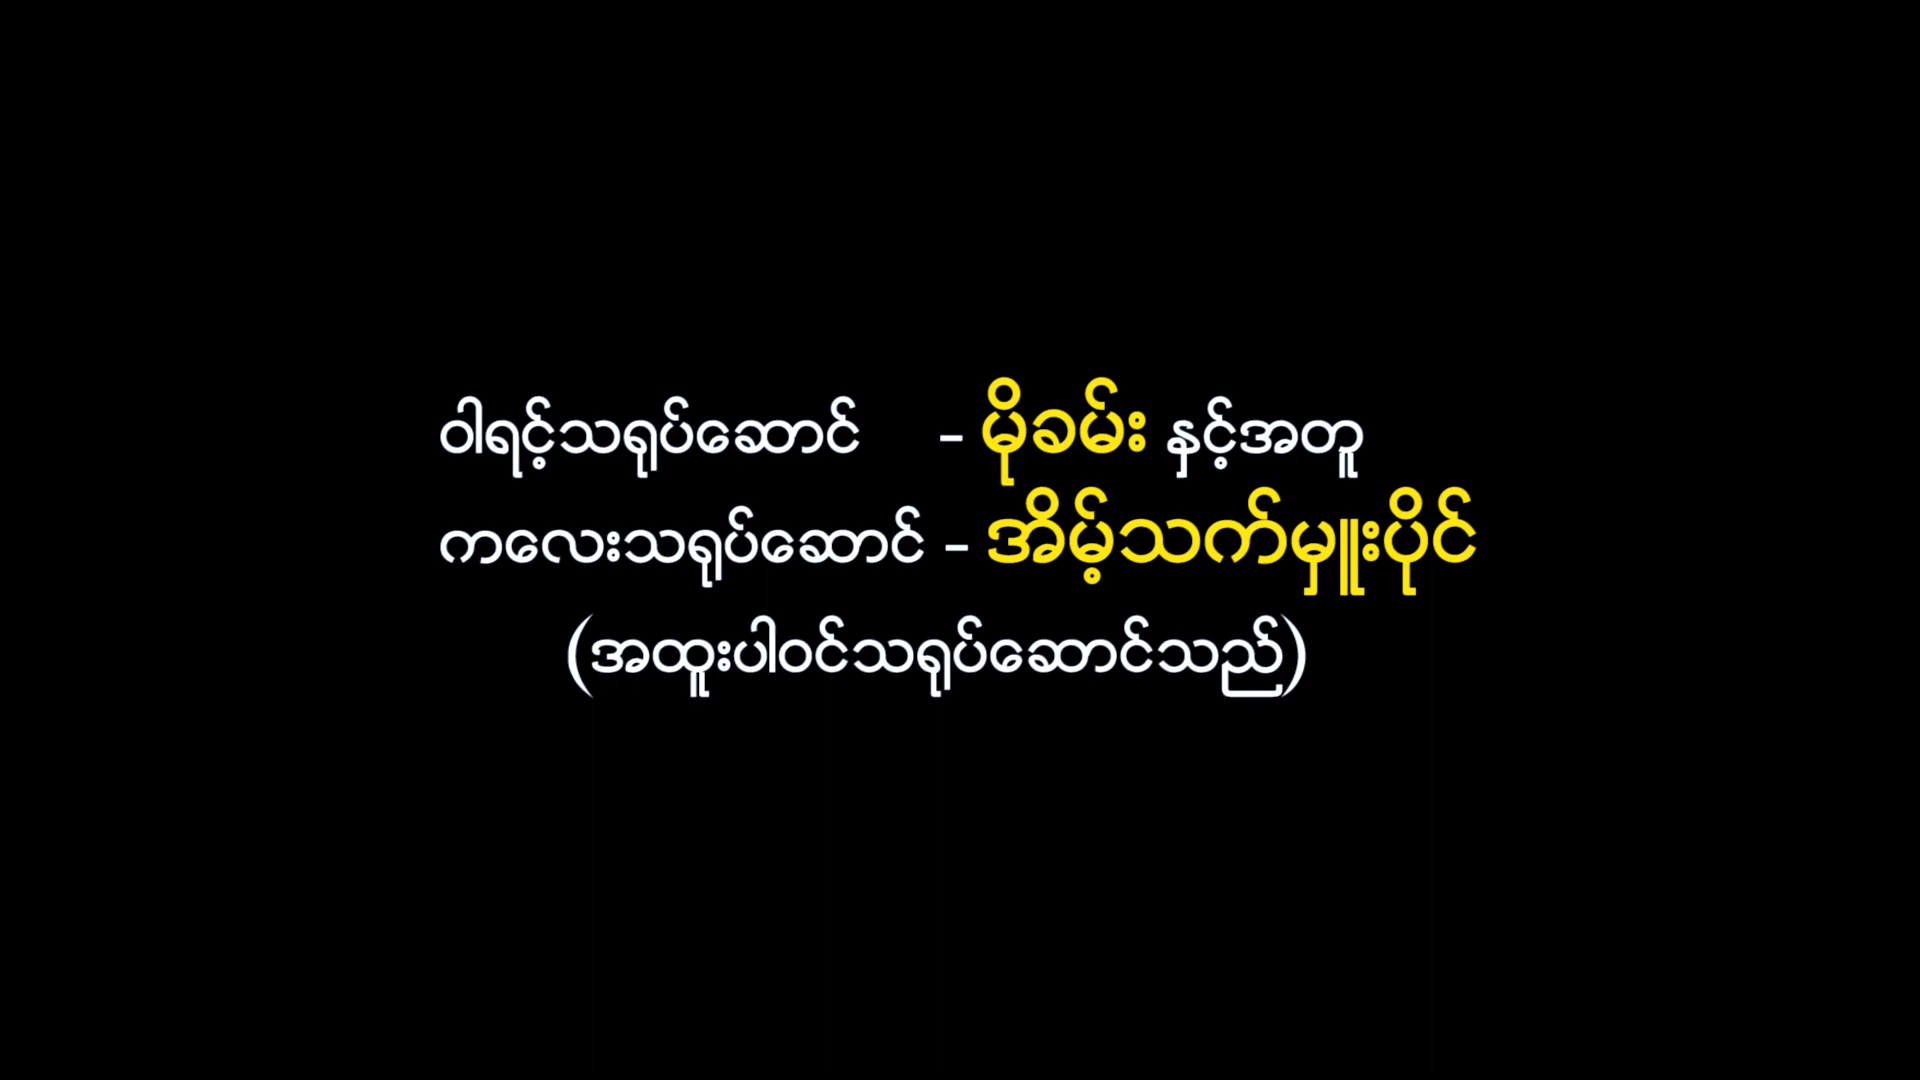 ဝါရင့်သရုပ်ဆောင် - မိုခမ်း နှင့်အတူ
ကလေးသရုပ်ဆောင် - အိမ့်သက်မှူးပိုင်
(အထူးပါဝင်သရုပ်ဆောင်သည်)